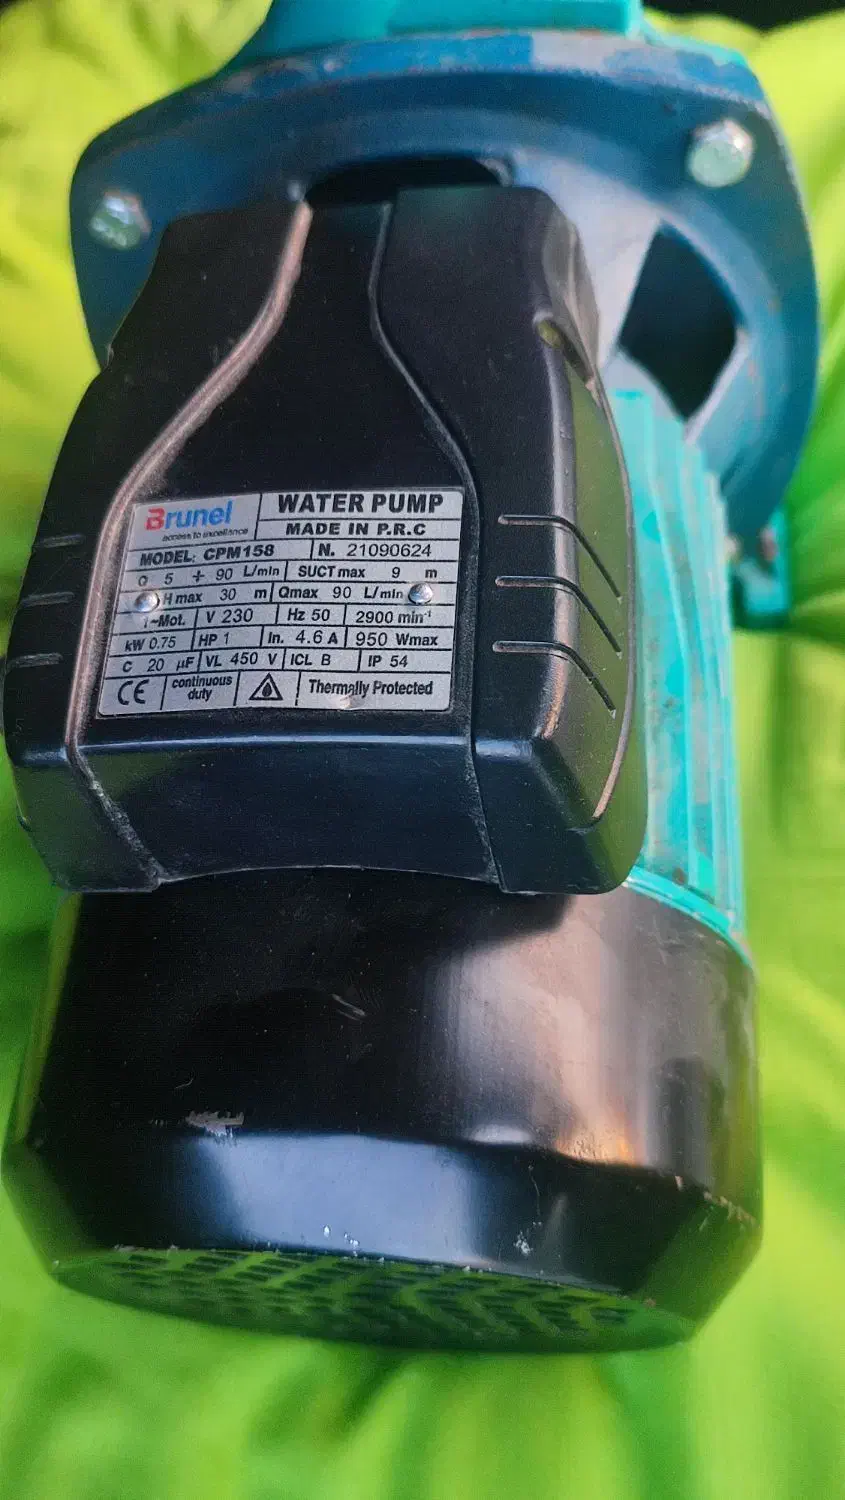 Brunel
access to excellence
WATER PUMP
MADE IN P.R.C
MODEL: CPM158 N. 21090624
Q 5 ÷ 90 L/min SUCT max 9 m
H max 30 m Qmax 90 L/min
1~Mot. V 230 Hz 50 2900 min⁻¹
kW 0.75 HP 1 In. 4.6 A 950 Wmax
C 20 µF VL 450 V ICL B IP 54
CE continuous duty Thermally Protected